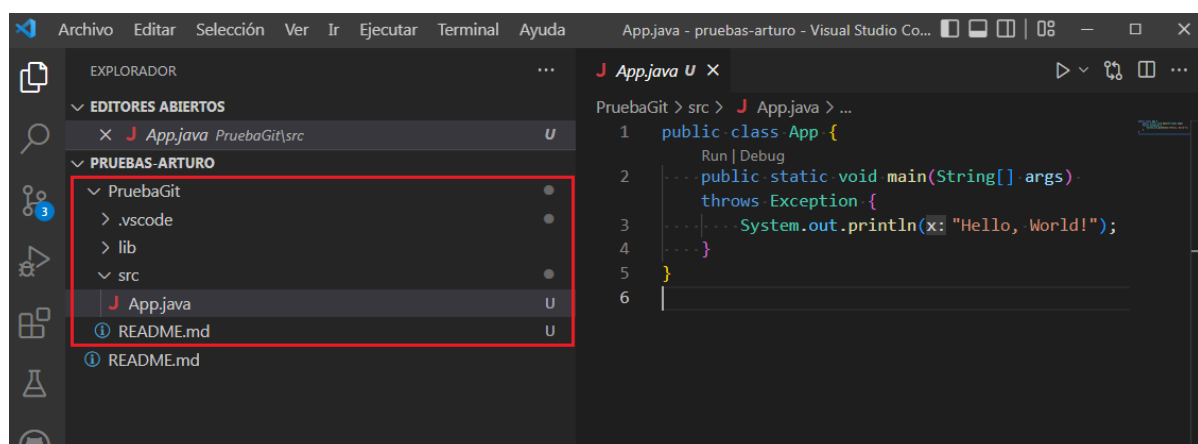 Archivo Editar Selección Ver Ir Ejecutar Terminal Ayuda App.java - pruebas-arturo - Visual Studio Co...
EXPLORADOR ...
EDITORES ABIERTOS
J App.java PruebaGit\src U
PRUEBAS-ARTURO
PruebaGit
.vscode
lib
src
J App.java U
README.md U
README.md
3
J App.java U
PruebaGit > src > J App.java > ...
1 public class App {
Run | Debug
2 public static void main(String[] args)
throws Exception {
3 System.out.println(x: "Hello, World!");
4 }
5 }
6